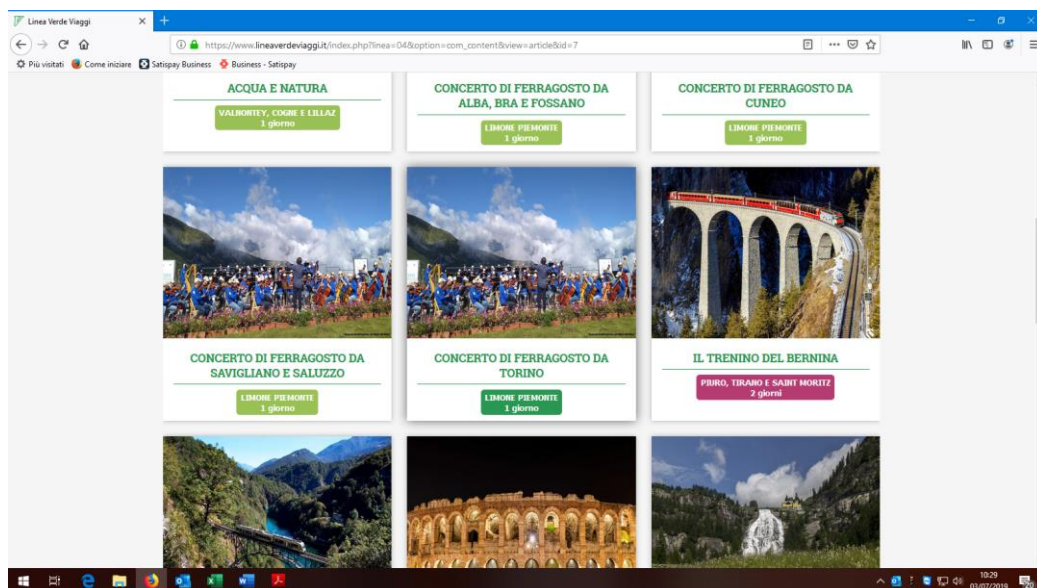 Linea Verde Viaggi
https://www.lineaverdeviaggi.it/index.php?linea=04&option=com_content&view=article&id=7
Più visitati
Come iniziare
Satispay Business
Business - Satispay
ACQUA E NATURA
VALNONTEY, COGNE E LILLAZ
1 giorno
CONCERTO DI FERRAGOSTO DA
ALBA, BRA E FOSSANO
LIMONE PIEMONTE
1 giorno
CONCERTO DI FERRAGOSTO DA
CUNEO
LIMONE PIEMONTE
1 giorno
CONCERTO DI FERRAGOSTO DA
SAVIGLIANO E SALUZZO
LIMONE PIEMONTE
1 giorno
CONCERTO DI FERRAGOSTO DA
TORINO
LIMONE PIEMONTE
1 giorno
IL TRENINO DEL BERNINA
PIURO, TIRANO E SAINT MORITZ
2 giorni
10:29
03/07/2019